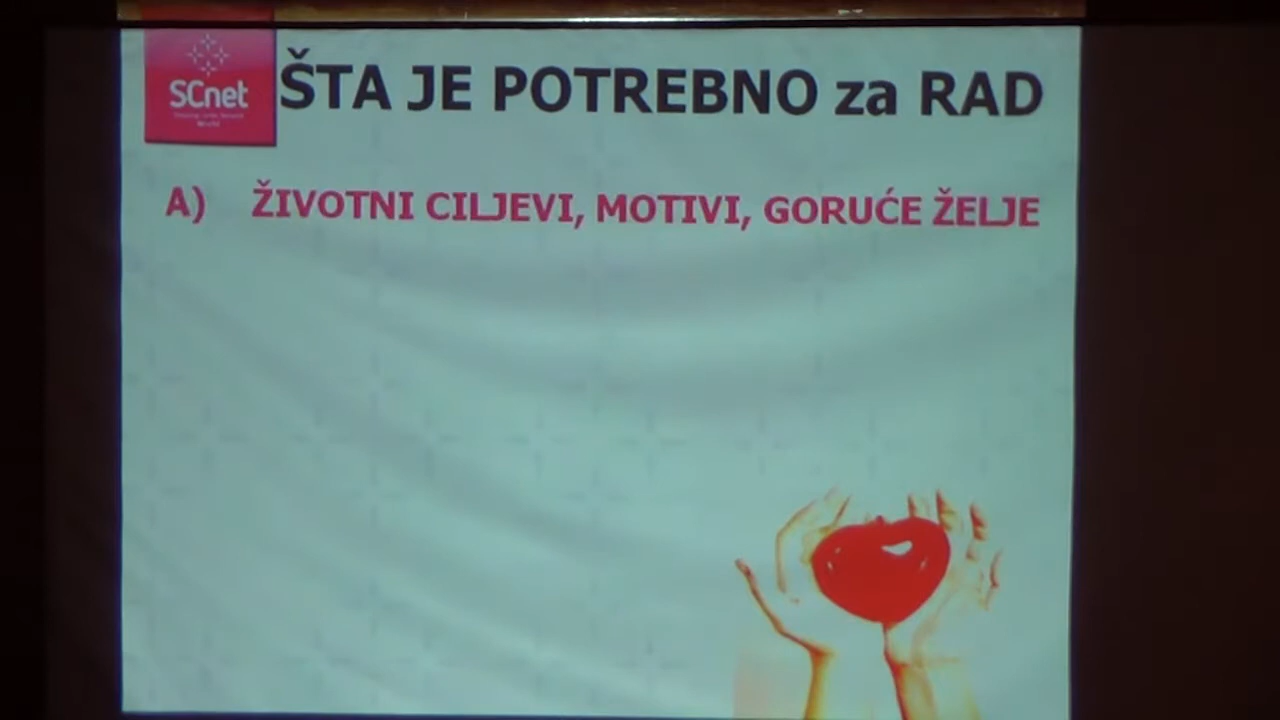 SCnet
ŠTA JE POTREBNO za RAD
A) ŽIVOTNI CILJEVI, MOTIVI, GORUĆE ŽELJE